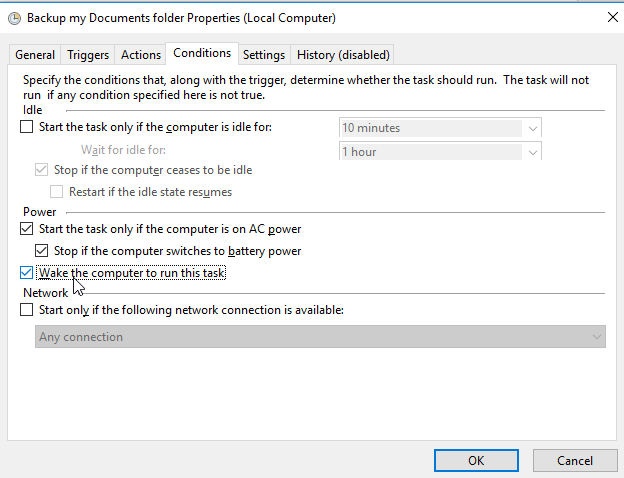 Backup my Documents folder Properties (Local Computer)
General Triggers Actions Conditions Settings History (disabled)
Specify the conditions that, along with the trigger, determine whether the task should run. The task will not
run if any condition specified here is not true.
Idle
Start the task only if the computer is idle for: 10 minutes
Wait for idle for: 1 hour
Stop if the computer ceases to be idle
Restart if the idle state resumes
Power
Start the task only if the computer is on AC power
Stop if the computer switches to battery power
Wake the computer to run this task
Network
Start only if the following network connection is available:
Any connection
OK Cancel